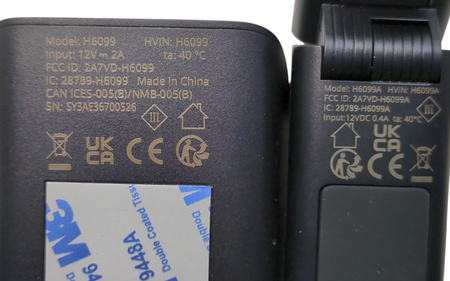 Model: H6099 HVIN: H6099
Input: 12V⎓2A ta: 40 °C
FCC ID: 2A7VD-H6099
IC: 28789-H6099 Made in China
CAN ICES-005(B)/NMB-005(B)
SN: SY3AE36700526
III
UK
CA
CE
3M
Double Coated Tissue
9448A
94
Model: H6099A HVIN: H6099A
FCC ID: 2A7VD-H6099A
IC: 28789-H6099A
Input:12VDC 0.4A ta: 40°C
III
UK
CA
CE